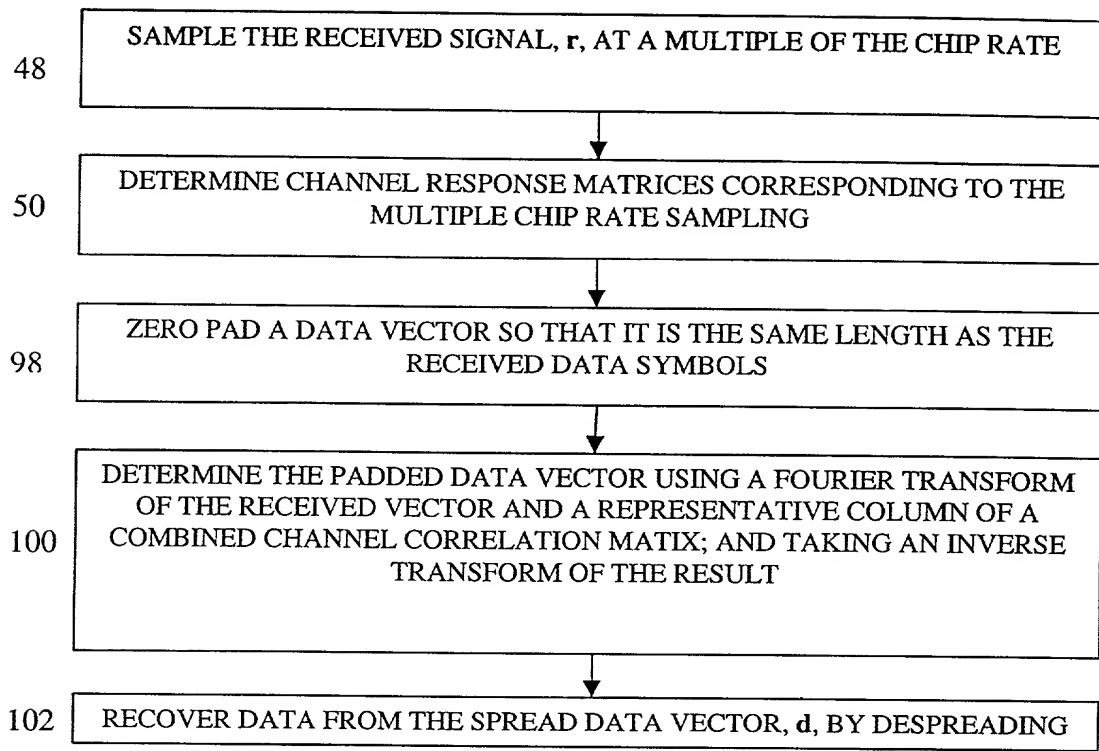 48
SAMPLE THE RECEIVED SIGNAL, r, AT A MULTIPLE OF THE CHIP RATE
50
DETERMINE CHANNEL RESPONSE MATRICES CORRESPONDING TO THE
MULTIPLE CHIP RATE SAMPLING
98
ZERO PAD A DATA VECTOR SO THAT IT IS THE SAME LENGTH AS THE
RECEIVED DATA SYMBOLS
100
DETERMINE THE PADDED DATA VECTOR USING A FOURIER TRANSFORM
OF THE RECEIVED VECTOR AND A REPRESENTATIVE COLUMN OF A
COMBINED CHANNEL CORRELATION MATIX; AND TAKING AN INVERSE
TRANSFORM OF THE RESULT
102
RECOVER DATA FROM THE SPREAD DATA VECTOR, d, BY DESPREADING